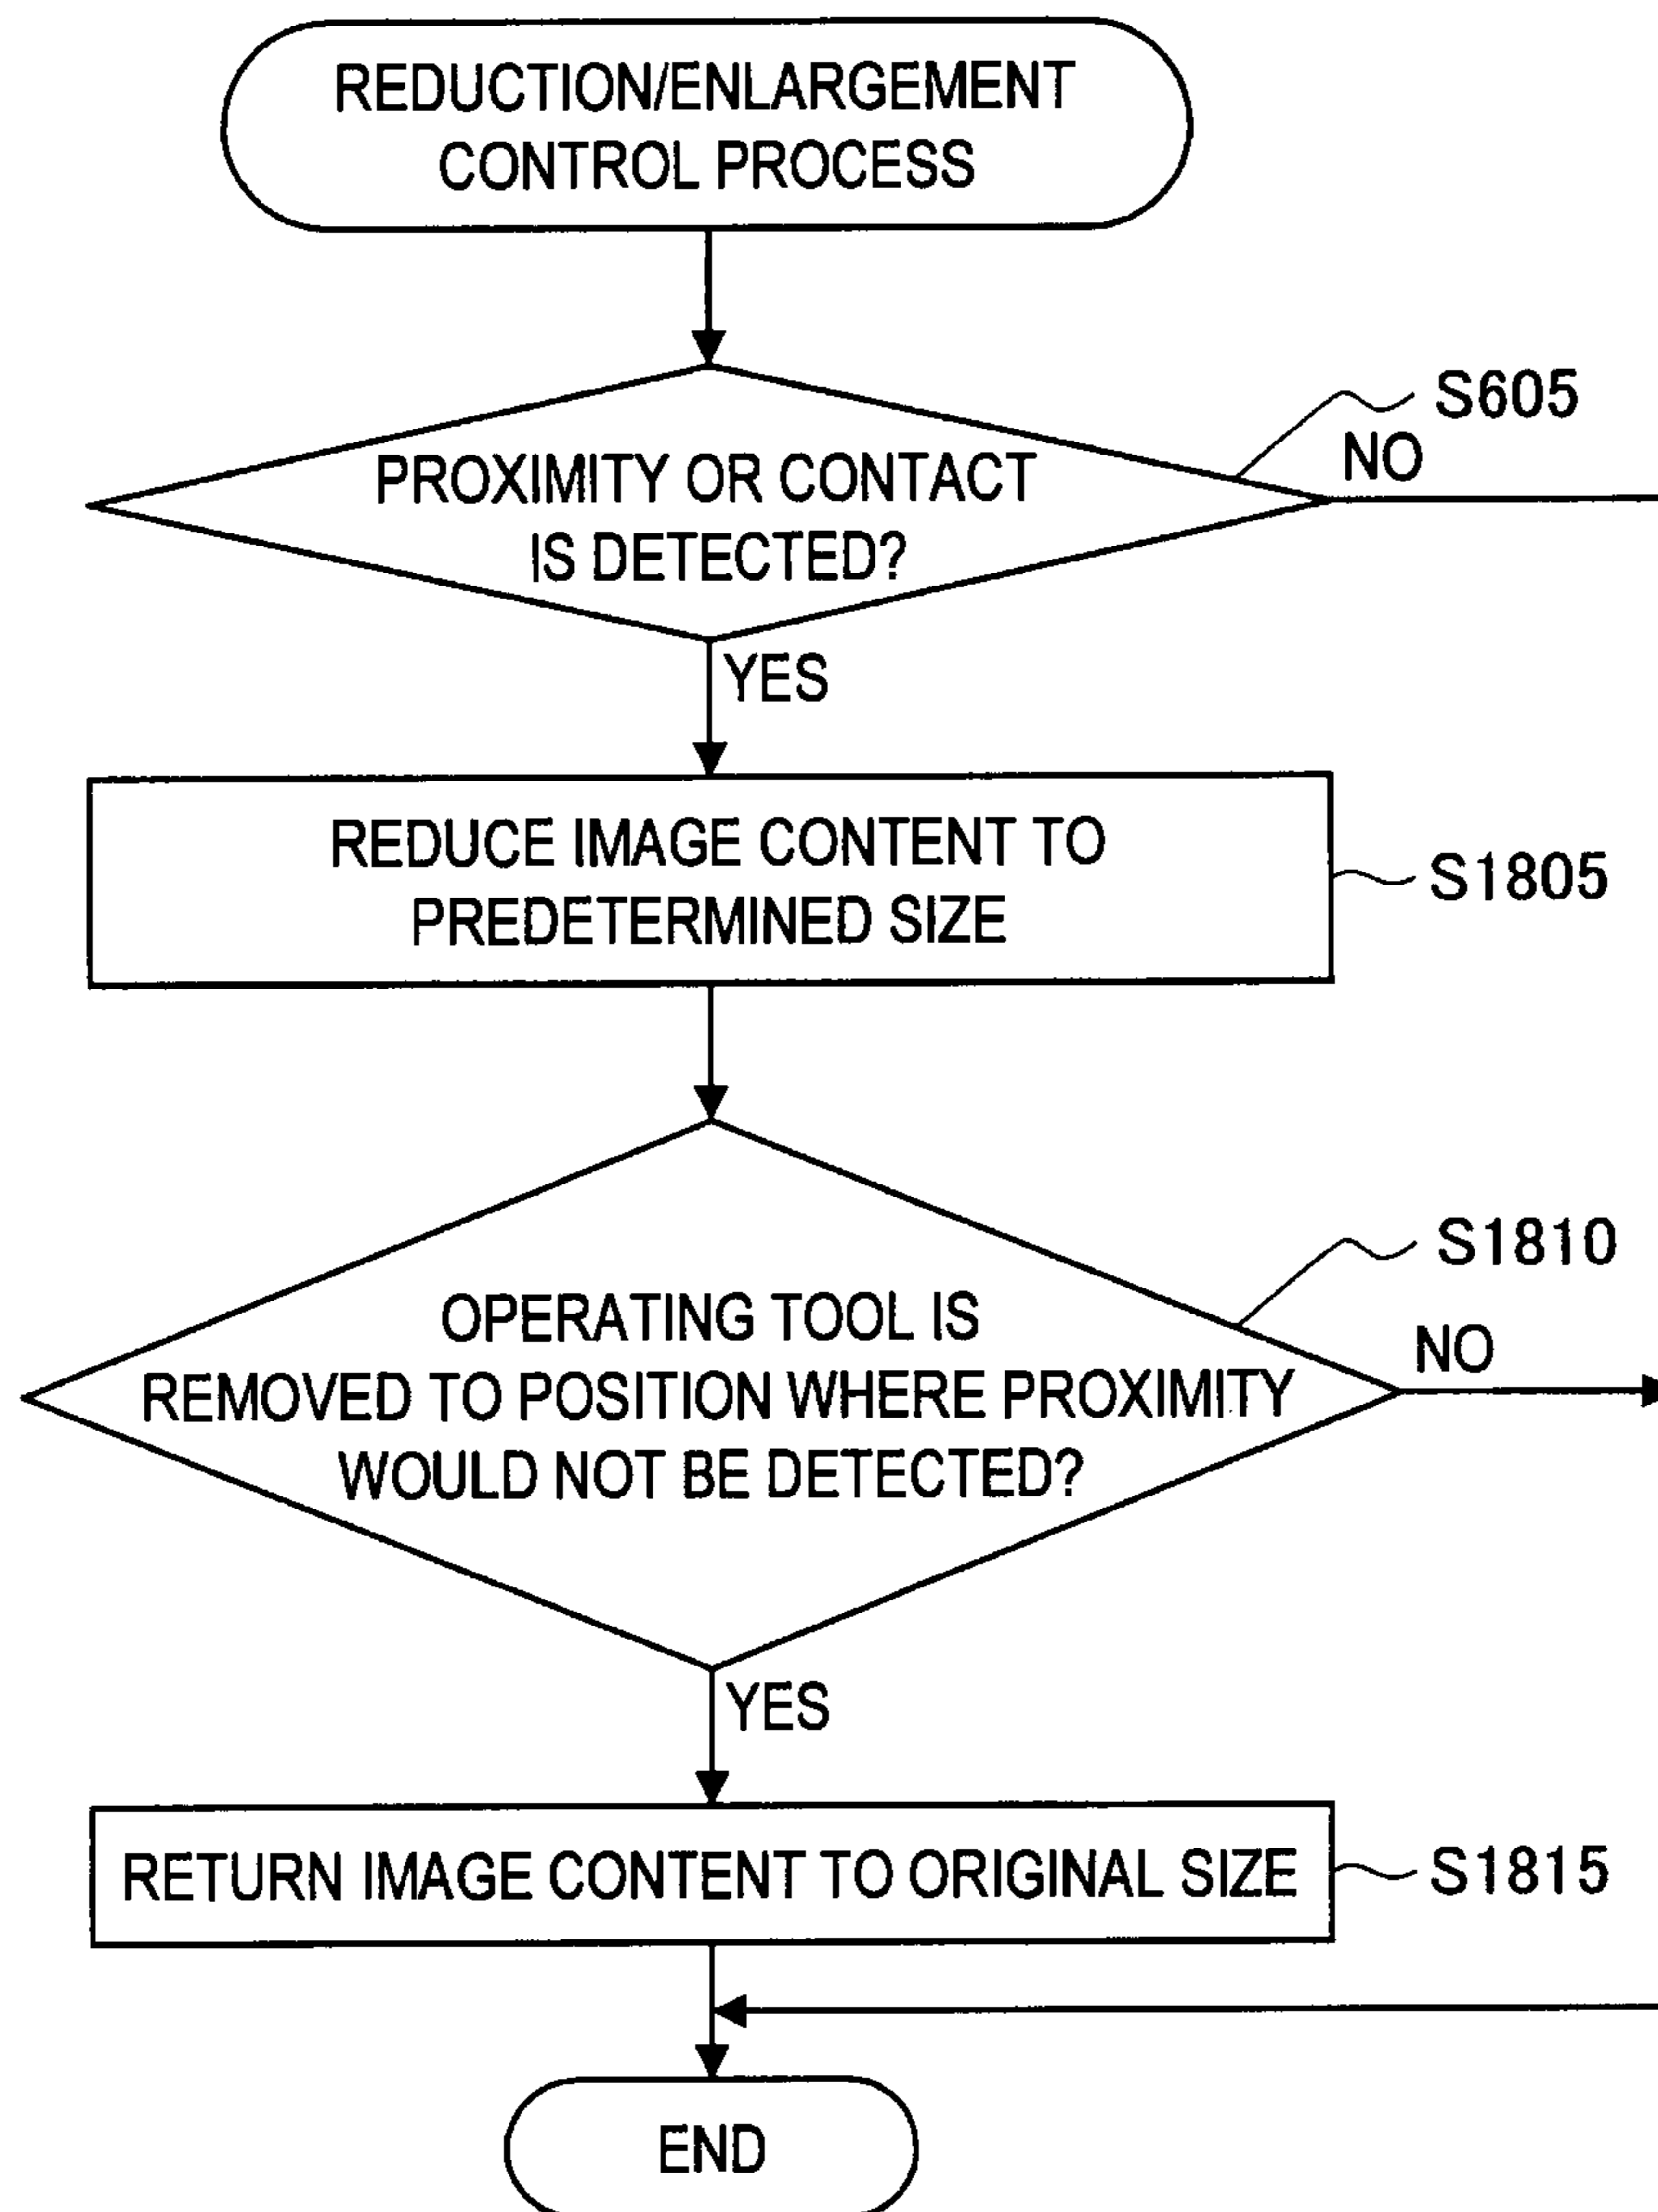 REDUCTION/ENLARGEMENT
CONTROL PROCESS
S605
NO
PROXIMITY OR CONTACT
IS DETECTED?
YES
REDUCE IMAGE CONTENT TO
PREDETERMINED SIZE
S1805
S1810
NO
OPERATING TOOL IS
REMOVED TO POSITION WHERE PROXIMITY
WOULD NOT BE DETECTED?
YES
RETURN IMAGE CONTENT TO ORIGINAL SIZE
S1815
END